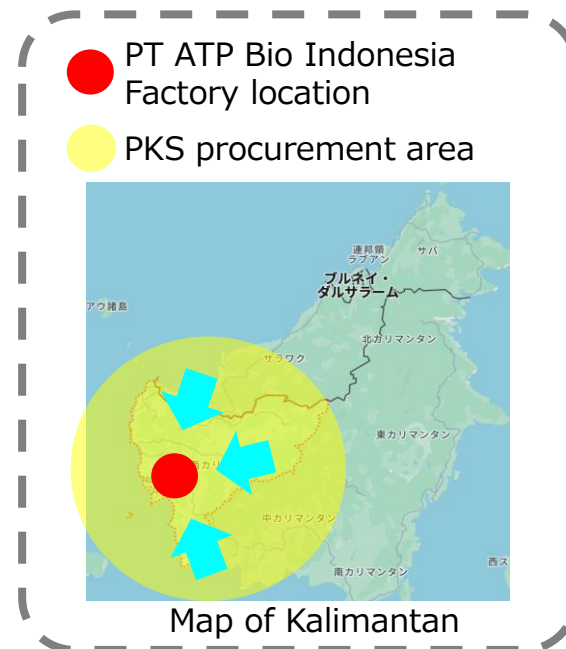 PT ATP Bio Indonesia
Factory location
PKS procurement area
連邦領
ラブアン
サバ
ブルネイ・
ダルサラーム
アウ諸島
北カリマンタン
サラワク
東カリマンタン
西カリ
中カリマンタン
西ス
南カリマンタン
Map of Kalimantan